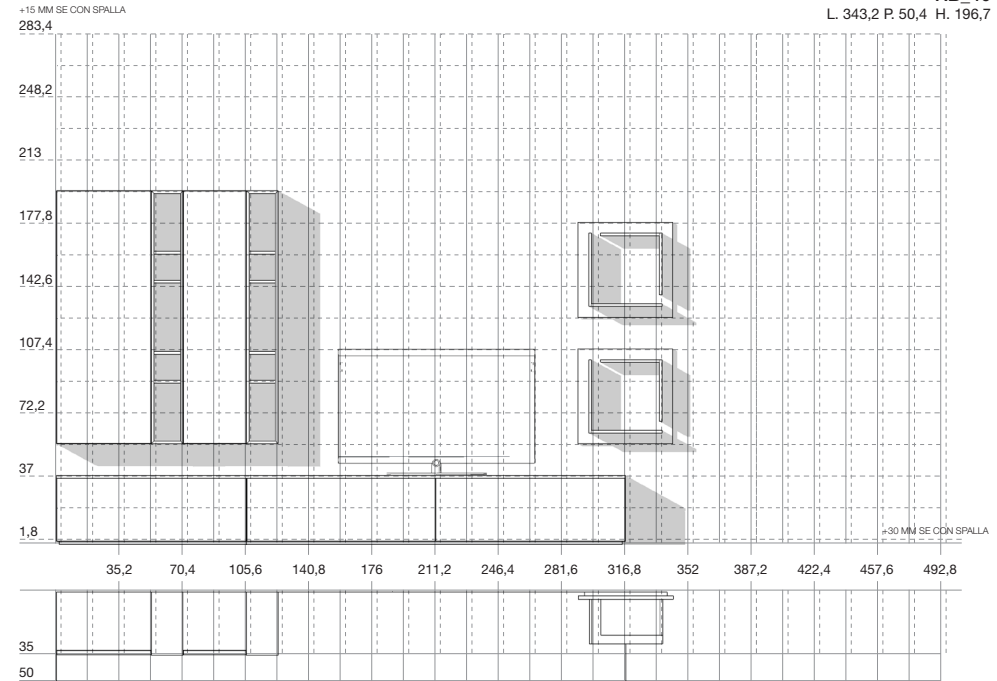 +15 MM SE CON SPALLA
L. 343,2 P. 50,4 H. 196,7
283,4
248,2
213
177,8
142,6
107,4
72,2
37
1,8
+30 MM SE CON SPALLA
35,2 70,4 105,6 140,8 176 211,2 246,4 281,6 316,8 352 387,2 422,4 457,6 492,8
35
50